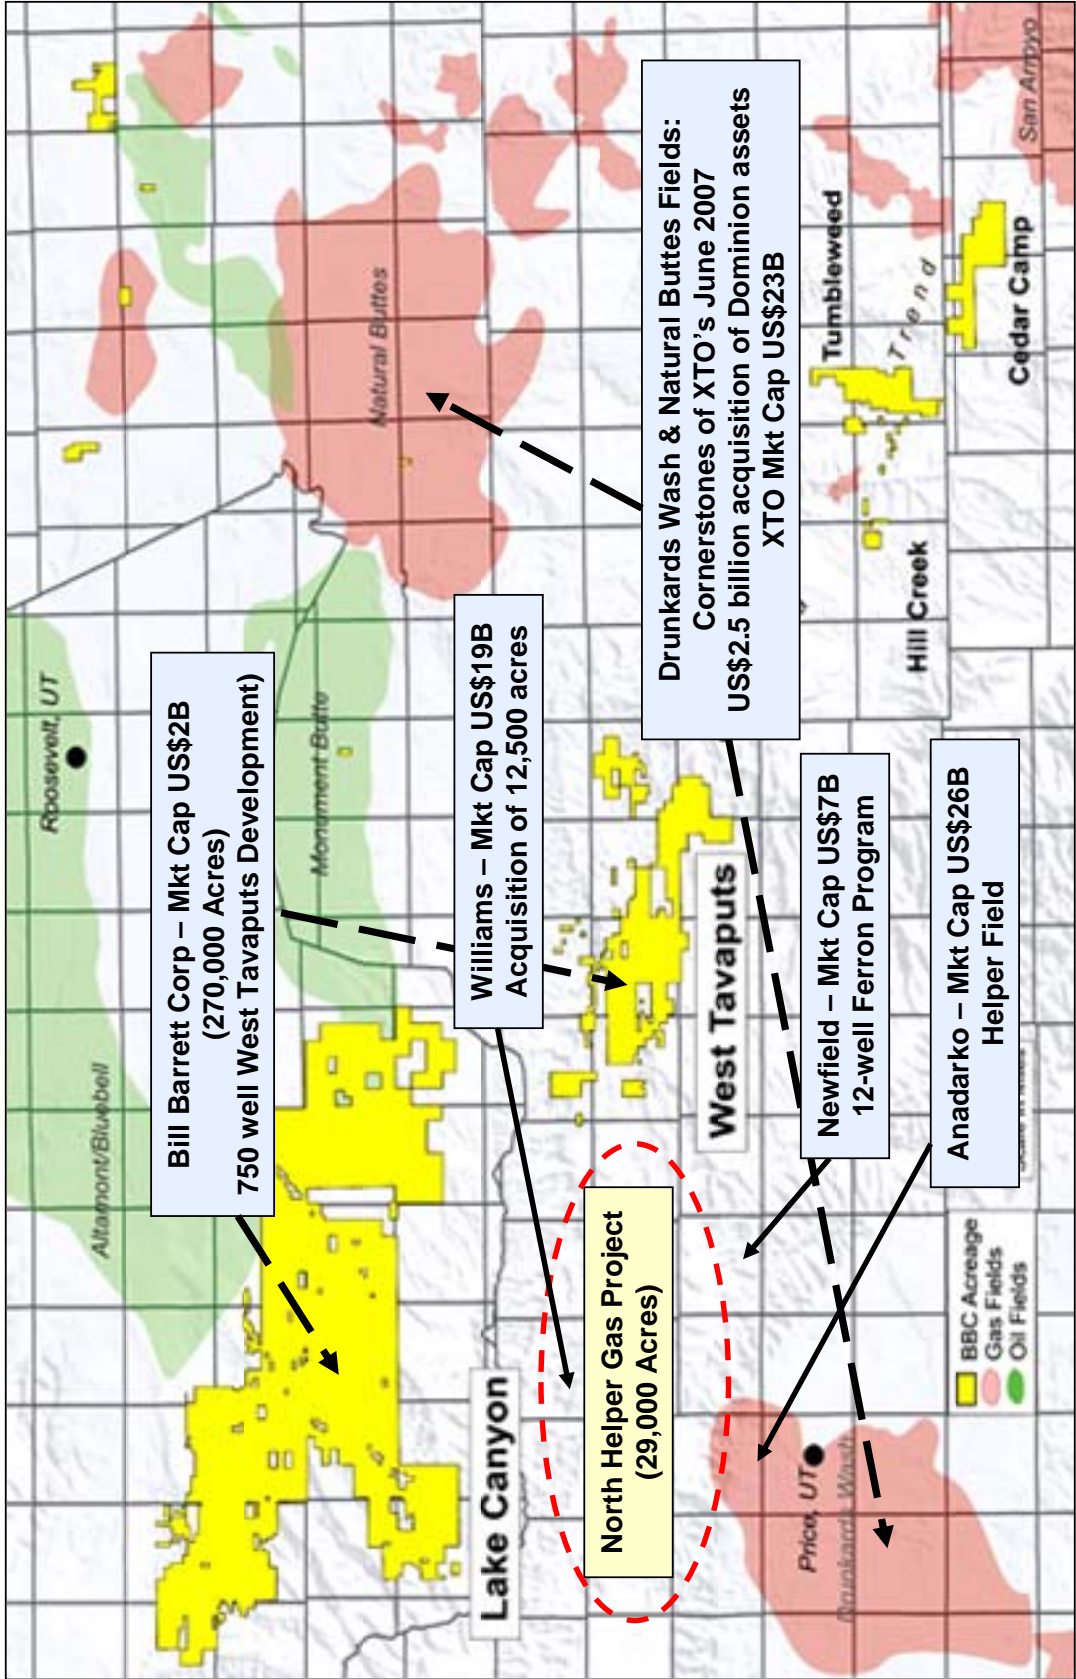 Roosevelt, UT
Altamont/Bluebell
Bill Barrett Corp – Mkt Cap US$2B
(270,000 Acres)
750 well West Tavaputs Development)
Monument Butte
Natural Buttes
Lake Canyon
Williams – Mkt Cap US$19B
Acquisition of 12,500 acres
North Helper Gas Project
(29,000 Acres)
West Tavaputs
Drunkards Wash & Natural Buttes Fields:
Cornerstones of XTO's June 2007
US$2.5 billion acquisition of Dominion assets
XTO Mkt Cap US$23B
Price, UT
Drunkards Wash
Newfield – Mkt Cap US$7B
12-well Ferron Program
Tumbleweed
Trend
Hill Creek
Anadarko – Mkt Cap US$26B
Helper Field
Cedar Camp
San Arroyo
BBC Acreage
Gas Fields
Oil Fields